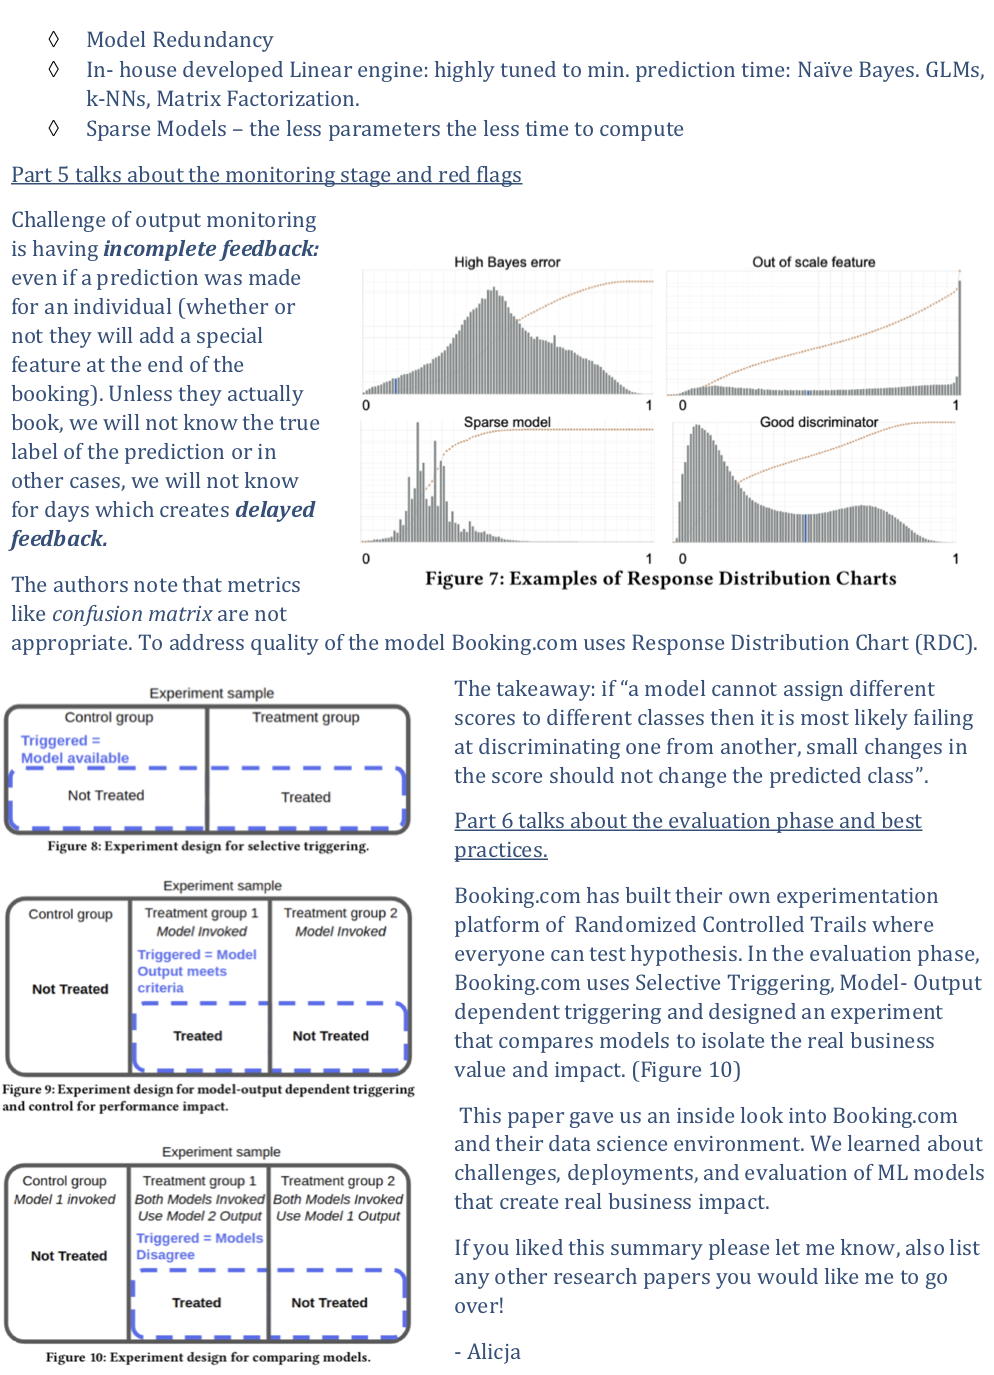 ◊ Model Redundancy
◊ In- house developed Linear engine: highly tuned to min. prediction time: Naïve Bayes. GLMs,
k-NNs, Matrix Factorization.
◊ Sparse Models – the less parameters the less time to compute
Part 5 talks about the monitoring stage and red flags
Challenge of output monitoring
is having incomplete feedback:
even if a prediction was made
for an individual (whether or
not they will add a special
feature at the end of the
booking). Unless they actually
book, we will not know the true
label of the prediction or in
other cases, we will not know
for days which creates delayed
feedback.
High Bayes error
0 1
Out of scale feature
0 1
Sparse model
0 1
Good discriminator
0 1
Figure 7: Examples of Response Distribution Charts
The authors note that metrics
like confusion matrix are not
appropriate. To address quality of the model Booking.com uses Response Distribution Chart (RDC).
Experiment sample
Control group
Treatment group
Triggered =
Model available
Not Treated
Treated
Figure 8: Experiment design for selective triggering.
Experiment sample
Control group
Not Treated
Treatment group 1
Model Invoked
Triggered = Model
Output meets
criteria
Treated
Treatment group 2
Model Invoked
Not Treated
Figure 9: Experiment design for model-output dependent triggering
and control for performance impact.
Experiment sample
Control group
Model 1 invoked
Not Treated
Treatment group 1
Both Models Invoked
Use Model 2 Output
Triggered = Models
Disagree
Treated
Treatment group 2
Both Models Invoked
Use Model 1 Output
Not Treated
Figure 10: Experiment design for comparing models.
The takeaway: if “a model cannot assign different
scores to different classes then it is most likely failing
at discriminating one from another, small changes in
the score should not change the predicted class”.
Part 6 talks about the evaluation phase and best
practices.
Booking.com has built their own experimentation
platform of Randomized Controlled Trails where
everyone can test hypothesis. In the evaluation phase,
Booking.com uses Selective Triggering, Model- Output
dependent triggering and designed an experiment
that compares models to isolate the real business
value and impact. (Figure 10)
This paper gave us an inside look into Booking.com
and their data science environment. We learned about
challenges, deployments, and evaluation of ML models
that create real business impact.
If you liked this summary please let me know, also list
any other research papers you would like me to go
over!
- Alicja